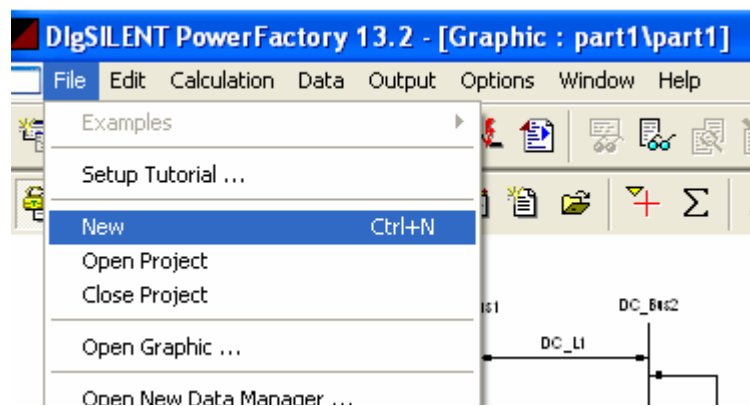 DIgSILENT PowerFactory 13.2 - [Graphic : part1\part1]
File Edit Calculation Data Output Options Window Help
Examples
Setup Tutorial ...
New Ctrl+N
Open Project
Close Project
DC_Bus2
Open Graphic ...
DC_L1
Open New Data Manager ...